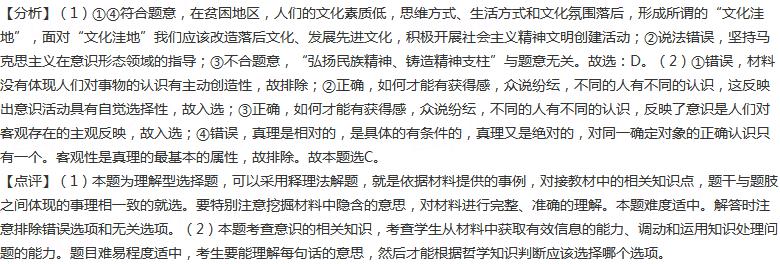 【分析】（1）①④符合题意，在贫困地区，人们的文化素质低，思维方式、生活方式和文化氛围落后，形成所谓的“文化洼
地”，面对“文化洼地”我们应该改造落后文化、发展先进文化，积极开展社会主义精神文明创建活动；②说法错误，坚持马
克思主义在意识形态领域的指导；③不合题意，“弘扬民族精神、铸造精神支柱”与题意无关。故选：D。（2）①错误，材料
没有体现人们对事物的认识有主动创造性，故排除；②正确，如何才能有获得感，众说纷纭，不同的人有不同的认识，这反映
出意识活动具有自觉选择性，故入选；③正确，如何才能有获得感，众说纷纭，不同的人有不同的认识，反映了意识是人们对
客观存在的主观反映，故入选；④错误，真理是相对的，是具体的有条件的，真理又是绝对的，对同一确定对象的正确认识只
有一个。客观性是真理的最基本的属性，故排除。故本题选C。
【点评】（1）本题为理解型选择题，可以采用释理法解题，就是依据材料提供的事例，对接教材中的相关知识点，题干与题肢
之间体现的事理相一致的就选。要特别注意挖掘材料中隐含的意思，对材料进行完整、准确的理解。本题难度适中。解答时注
意排除错误选项和无关选项。（2）本题考查意识的相关知识，考查学生从材料中获取有效信息的能力、调动和运用知识处理问
题的能力。题目难易程度适中，考生要能理解每句话的意思，然后才能根据哲学知识判断应该选择哪个选项。